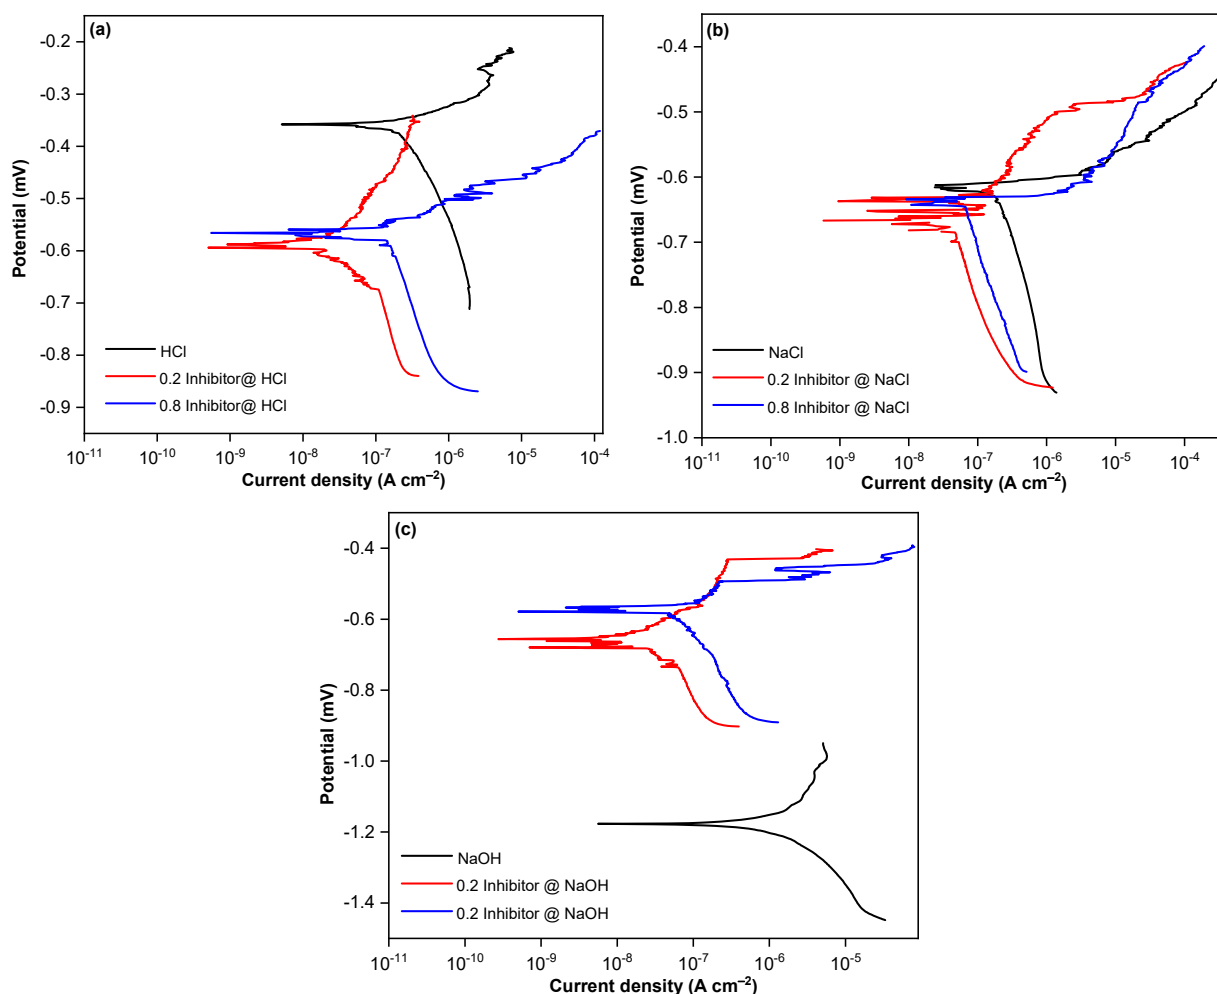 (a)
-0.2
-0.3
-0.4
-0.5
-0.6
-0.7
-0.8
-0.9
Potential (mV)
HCl
0.2 Inhibitor@ HCl
0.8 Inhibitor@ HCl
10-11 10-10 10-9 10-8 10-7 10-6 10-5 10-4
Current density (A cm–2)
(b)
-0.4
-0.5
-0.6
-0.7
-0.8
-0.9
-1.0
Potential (mV)
NaCl
0.2 Inhibitor @ NaCl
0.8 Inhibitor @ NaCl
10-11 10-10 10-9 10-8 10-7 10-6 10-5 10-4
Current density (A cm–2)
(c)
-0.4
-0.6
-0.8
-1.0
-1.2
-1.4
Potential (mV)
NaOH
0.2 Inhibitor @ NaOH
0.2 Inhibitor @ NaOH
10-11 10-10 10-9 10-8 10-7 10-6 10-5
Current density (A cm–2)